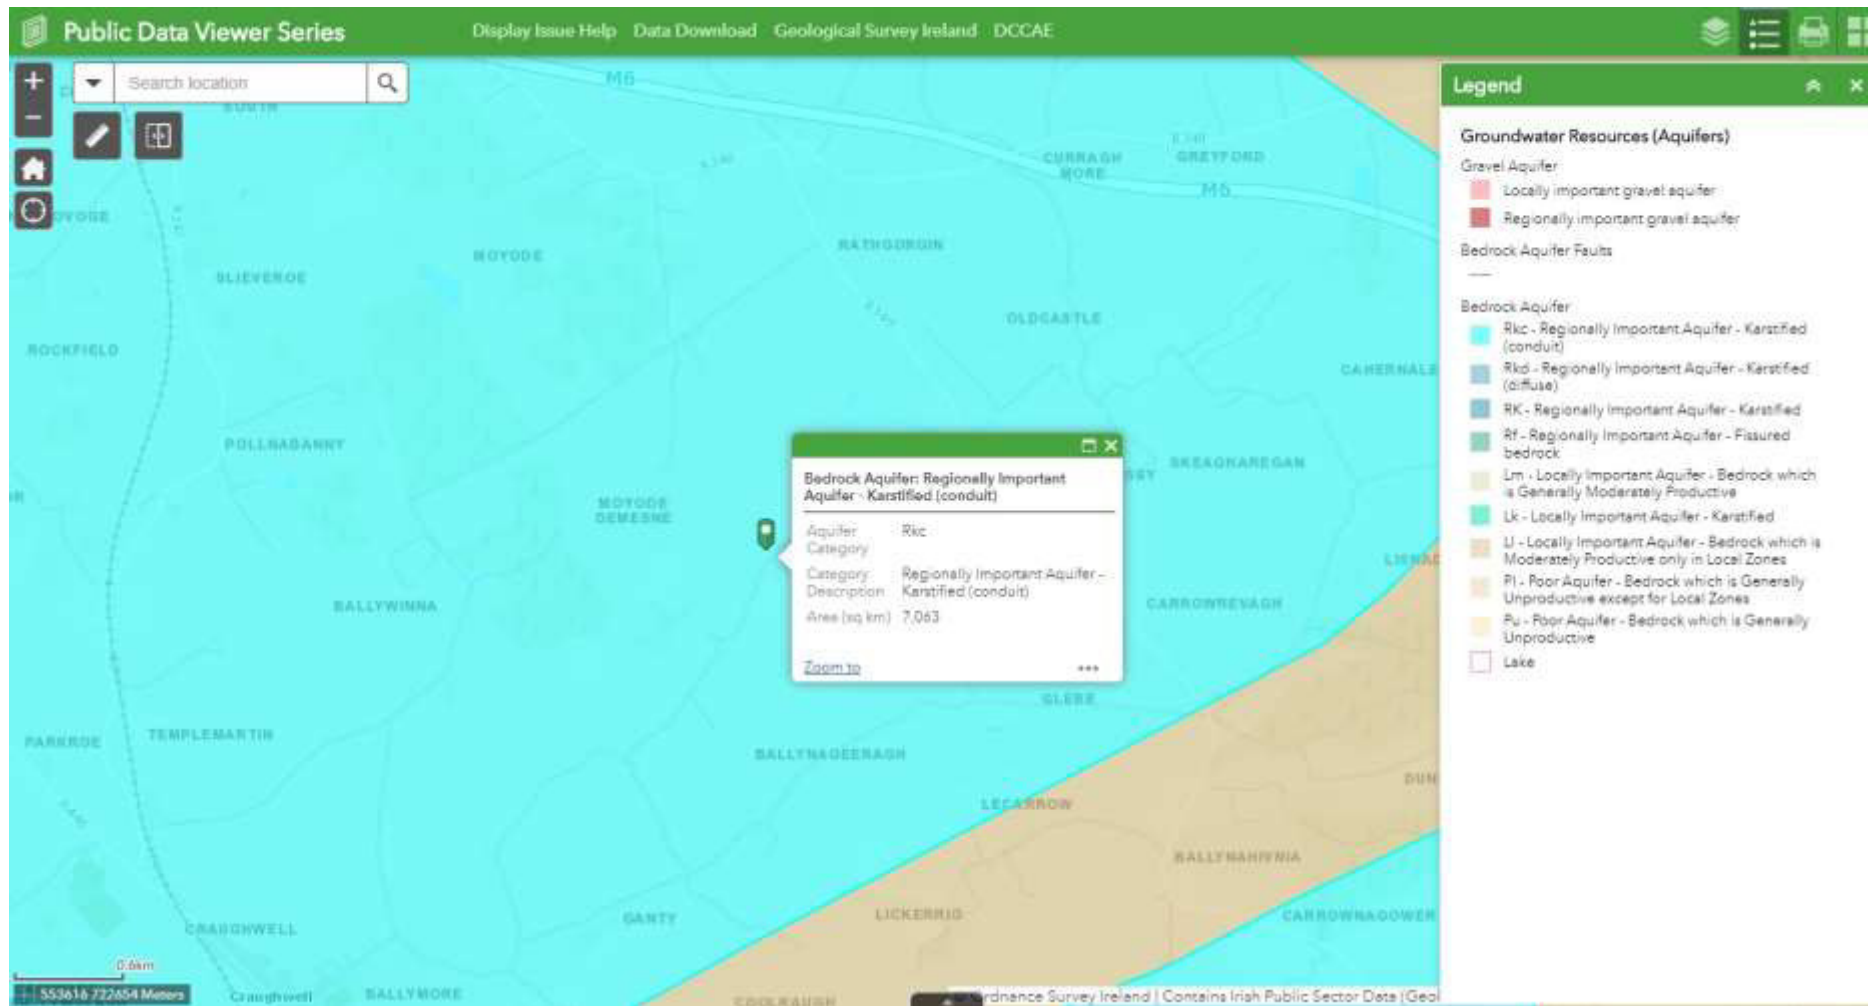 Public Data Viewer Series
Display Issue Help Data Download Geological Survey Ireland DCCAE
Search location
M6
SOUTH
R 380
CURRAGH
MORE
GREYFORD
M6
MOYODE
RATHGORGIN
SLIEVEROE
OLDCASTLE
ROCKFIELD
POLLNABANNY
SKEAGHAREGAN
MOYODE
DEMESNE
BALLYWINNA
CARROWREVAGH
GLEBE
PARKROE
TEMPLEMARTIN
BALLYNAGEERAGH
LECARROW
BALLYNAHIVNIA
GANTY
LICKERRIG
CARROWNAGOWER
CRAUGHWELL
Craughwell
BALLYMORE
COOLRAUGH
Bedrock Aquifer: Regionally Important
Aquifer - Karstified (conduit)
Aquifer Rkc
Category
Category Regionally Important Aquifer -
Description Karstified (conduit)
Area (sq km) 7,063
Zoom to
Legend
Groundwater Resources (Aquifers)
Gravel Aquifer
Locally important gravel aquifer
Regionally important gravel aquifer
Bedrock Aquifer Faults
Bedrock Aquifer
Rkc - Regionally Important Aquifer - Karstified
(conduit)
Rkd - Regionally Important Aquifer - Karstified
(diffuse)
RK - Regionally Important Aquifer - Karstified
Rf - Regionally Important Aquifer - Fissured
bedrock
Lm - Locally Important Aquifer - Bedrock which
is Generally Moderately Productive
Lk - Locally Important Aquifer - Karstified
Ll - Locally Important Aquifer - Bedrock which is
Moderately Productive only in Local Zones
Pl - Poor Aquifer - Bedrock which is Generally
Unproductive except for Local Zones
Pu - Poor Aquifer - Bedrock which is Generally
Unproductive
Lake
0.6km
553616 722654 Meters
Ordnance Survey Ireland | Contains Irish Public Sector Data (Geol